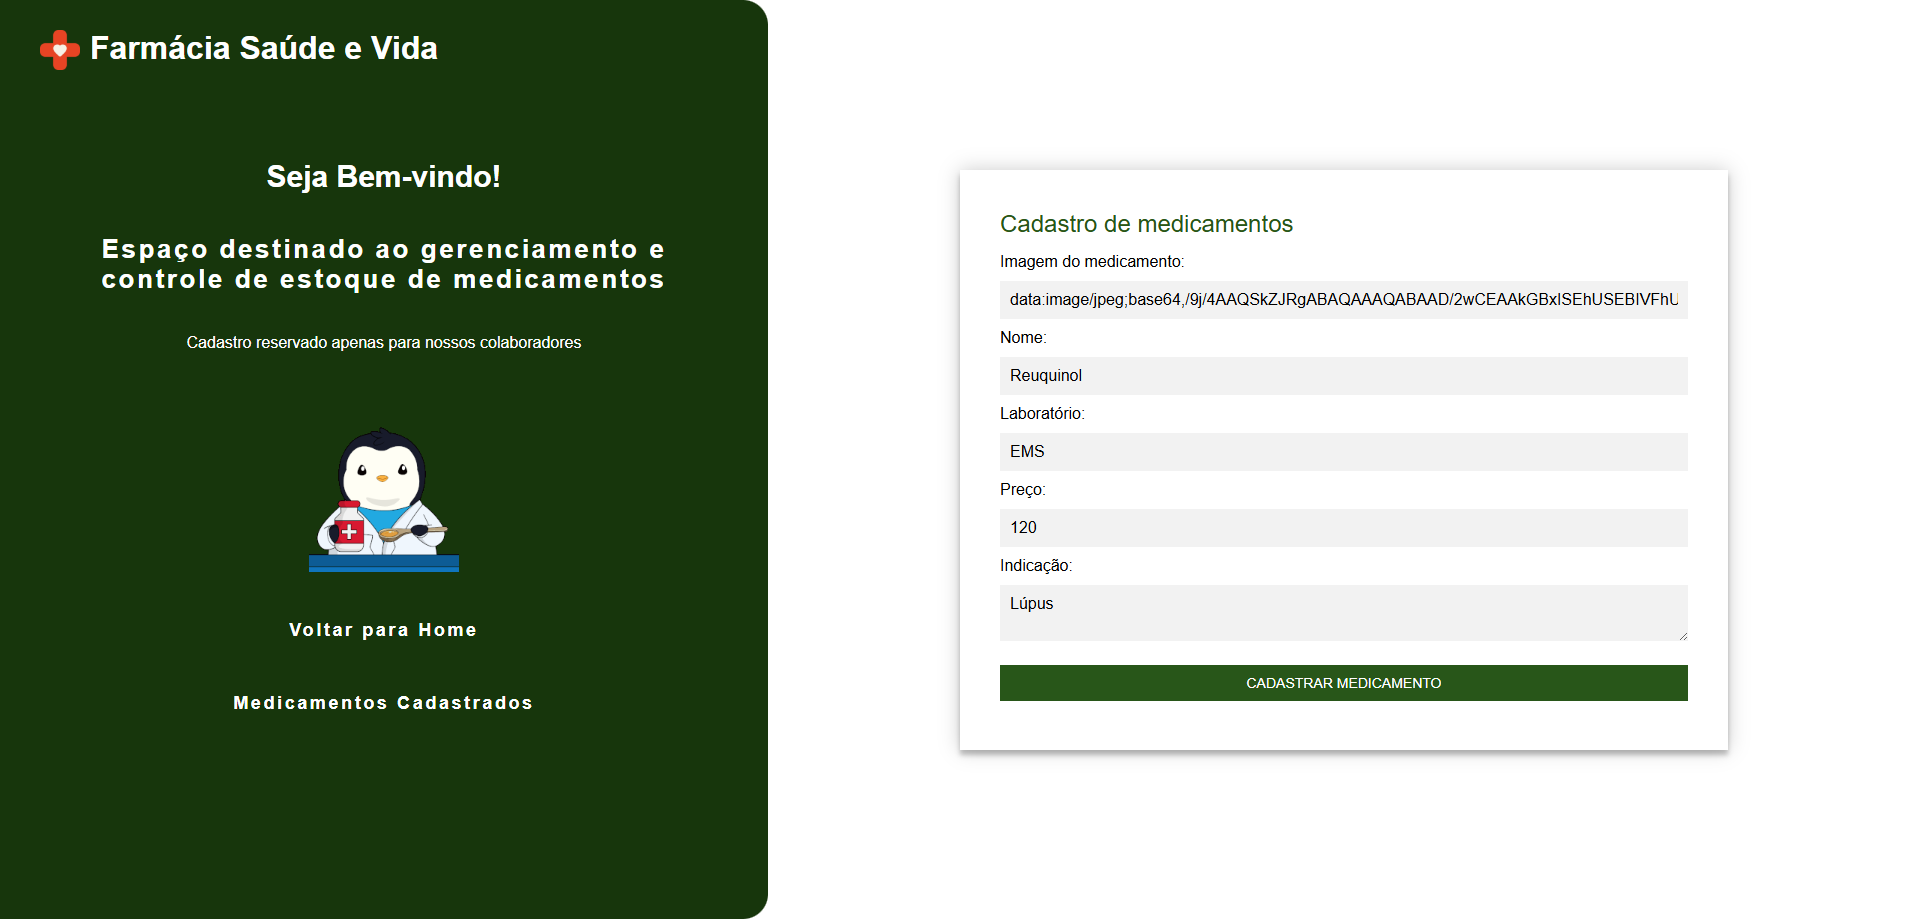 Farmácia Saúde e Vida
Seja Bem-vindo!
Espaço destinado ao gerenciamento e
controle de estoque de medicamentos
Cadastro reservado apenas para nossos colaboradores
Voltar para Home
Medicamentos Cadastrados
Cadastro de medicamentos
Imagem do medicamento:
data:image/jpeg;base64,/9j/4AAQSkZJRgABAQAAAQABAAD/2wCEAAkGBxISEhUSEBIVFhU
Nome:
Reuquinol
Laboratório:
EMS
Preço:
120
Indicação:
Lúpus
CADASTRAR MEDICAMENTO